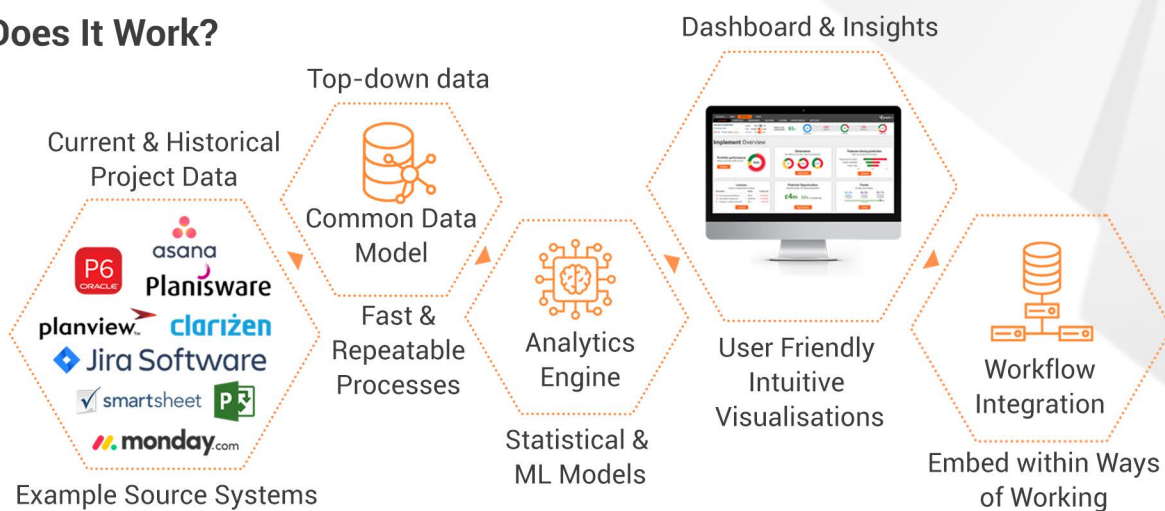 Does It Work?
Current & Historical
Project Data
asana
P6
ORACLE
Planisware
planview
clarizen
Jira Software
smartsheet
P
monday.com
Example Source Systems
Top-down data
Common Data
Model
Fast &
Repeatable
Processes
Analytics
Engine
Statistical &
ML Models
Dashboard & Insights
Implement Overview
User Friendly
Intuitive
Visualisations
Workflow
Integration
Embed within Ways
of Working